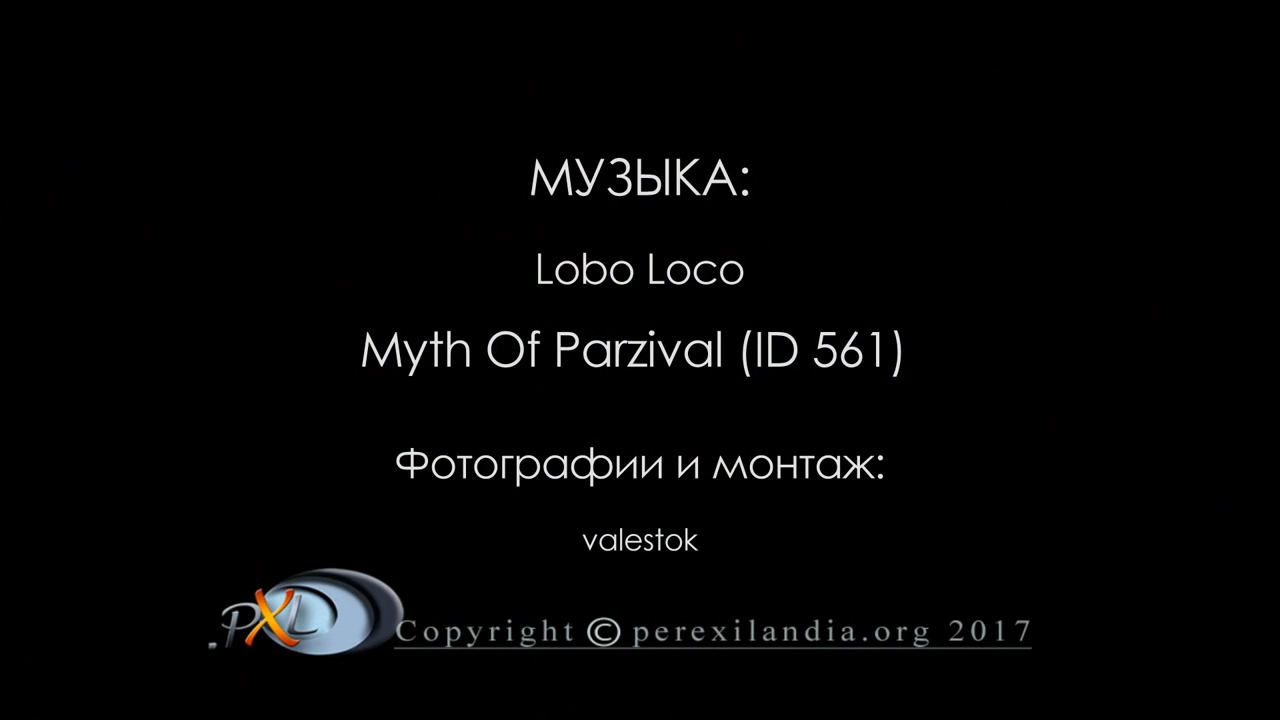 МУЗЫКА:
Lobo Loco
Myth Of Parzival (ID 561)
Фотографии и монтаж:
valestok
.PXL Copyright © perexilandia.org 2017